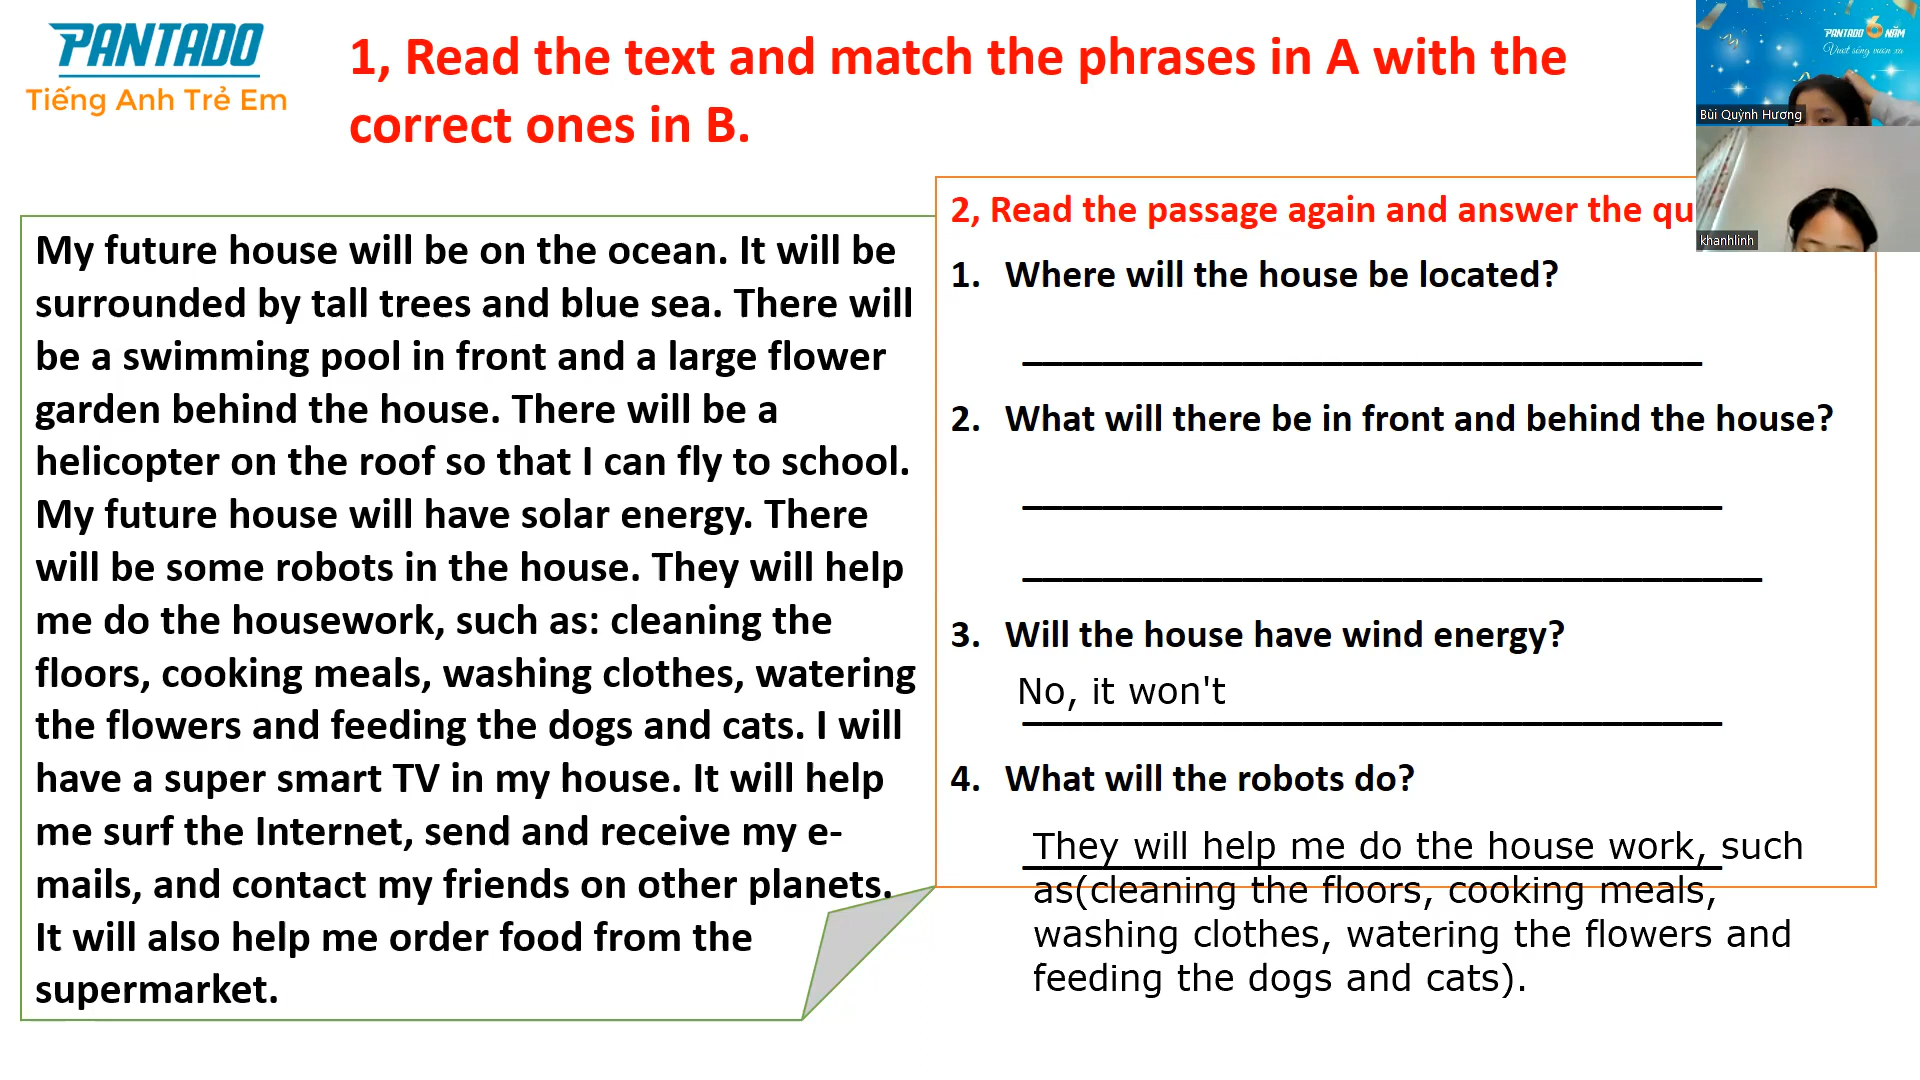 PANTADO
Tiếng Anh Trẻ Em
1, Read the text and match the phrases in A with the
correct ones in B.
PANTADO 6 NĂM
Vượt sóng vươn xa
Bùi Quỳnh Hương
khanhlinh
My future house will be on the ocean. It will be
surrounded by tall trees and blue sea. There will
be a swimming pool in front and a large flower
garden behind the house. There will be a
helicopter on the roof so that I can fly to school.
My future house will have solar energy. There
will be some robots in the house. They will help
me do the housework, such as: cleaning the
floors, cooking meals, washing clothes, watering
the flowers and feeding the dogs and cats. I will
have a super smart TV in my house. It will help
me surf the Internet, send and receive my e-
mails, and contact my friends on other planets.
It will also help me order food from the
supermarket.
2, Read the passage again and answer the qu
1. Where will the house be located?
2. What will there be in front and behind the house?
3. Will the house have wind energy?
No, it won't
4. What will the robots do?
They will help me do the house work, such
as(cleaning the floors, cooking meals,
washing clothes, watering the flowers and
feeding the dogs and cats).